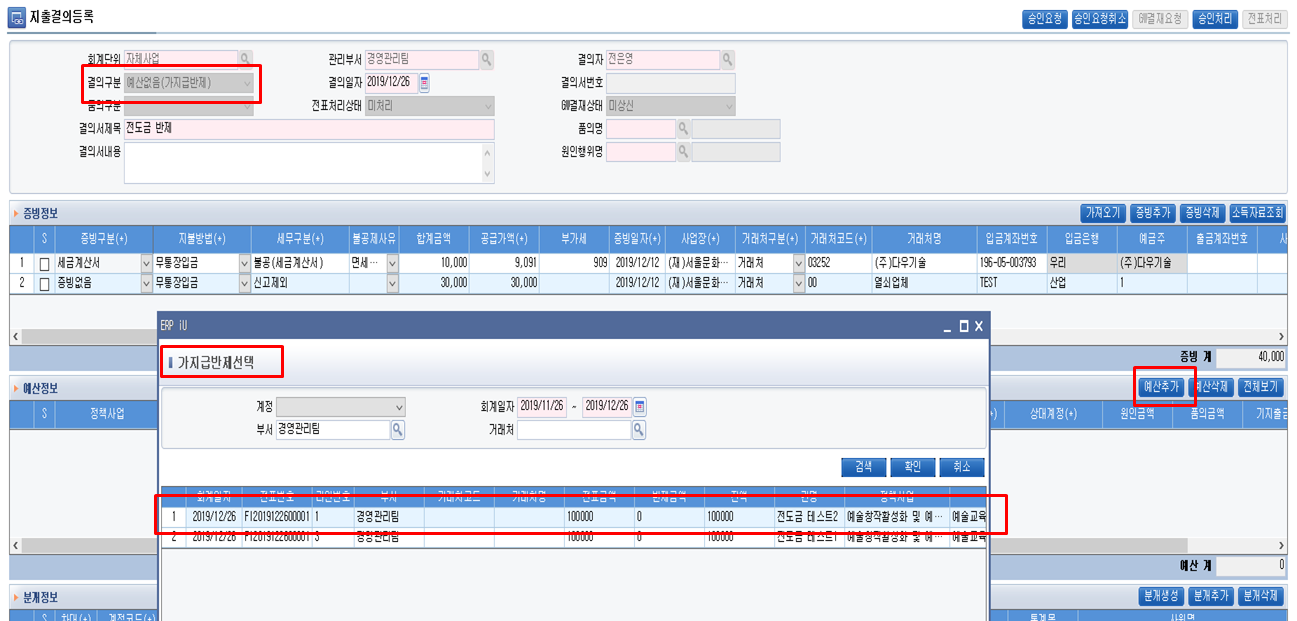 지출결의등록
승인요청 승인요청취소 GW결재요청 승인처리 전표처리
회계단위 자체사업 관리부서 경영관리팀 결의자 전은영
결의구분 예산없음(가지급반제) 결의일자 2019/12/26 결의서번호
품의구분 전표처리상태 미처리 GW결재상태 미상신
결의서제목 전도금 반제 품의명
결의서내용 원인행위명
증빙정보 가져오기 증빙추가 증빙삭제 소득자료조회
S 증빙구분(*) 지불방법(*) 세무구분(*) 불공제사유 합계금액 공급가액(*) 부가세 증빙일자(*) 사업장(*) 거래처구분(*) 거래처코드(*) 거래처명 입금계좌번호 입금은행 예금주 출금계좌번호 사
1 세금계산서 무통장입금 불공(세금계산서) 면세… 10,000 9,091 909 2019/12/12 (재)서울문화… 거래처 03252 (주)다우기술 196-05-003793 우리 (주)다우기술
2 증빙없음 무통장입금 신고제외 30,000 30,000 2019/12/12 (재)서울문화… 거래처 00 열쇠업체 TEST 산업 1
증빙 계 40,000
예산정보 예산추가 예산삭제 전체보기
S 정책사업 *) 상대계정(*) 원인금액 품의금액 기지출금
예산 계 0
분개정보 분개생성 분개추가 분개삭제
S 차대(*) 계정코드(*) 통계목 사원명
ERP iU
가지급반제선택
계정 회계일자 2019/11/26 ~ 2019/12/26
부서 경영관리팀 거래처
검색 확인 취소
회계일자 전표번호 라인번호 부서 거래처코드 거래처명 전표금액 반제금액 잔액 건명 정책사업
1 2019/12/26 FI2019122600001 1 경영관리팀 100000 0 100000 전도금 테스트2 예술창작활성화 및 예… 예술교육
2 2019/12/26 FI2019122600001 3 경영관리팀 100000 0 100000 전도금 테스트1 예술창작활성화 및 예… 예술교육